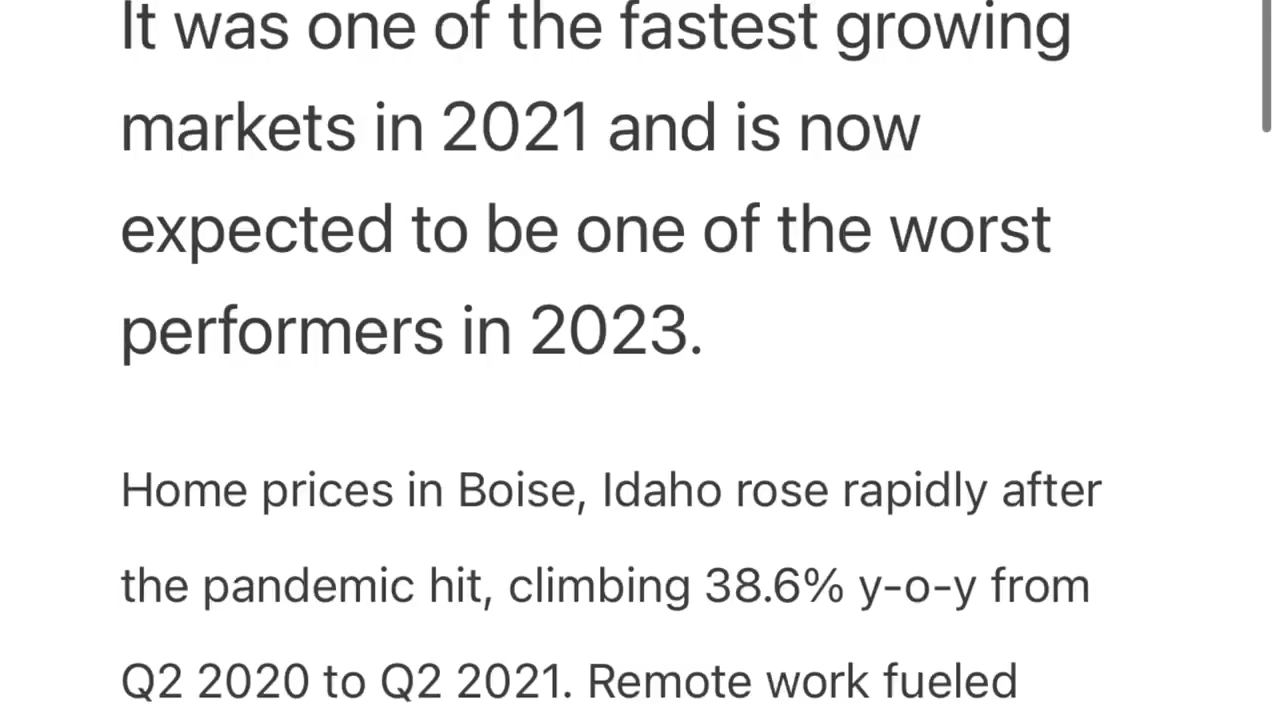 It was one of the fastest growing
markets in 2021 and is now
expected to be one of the worst
performers in 2023.
Home prices in Boise, Idaho rose rapidly after
the pandemic hit, climbing 38.6% y-o-y from
Q2 2020 to Q2 2021. Remote work fueled